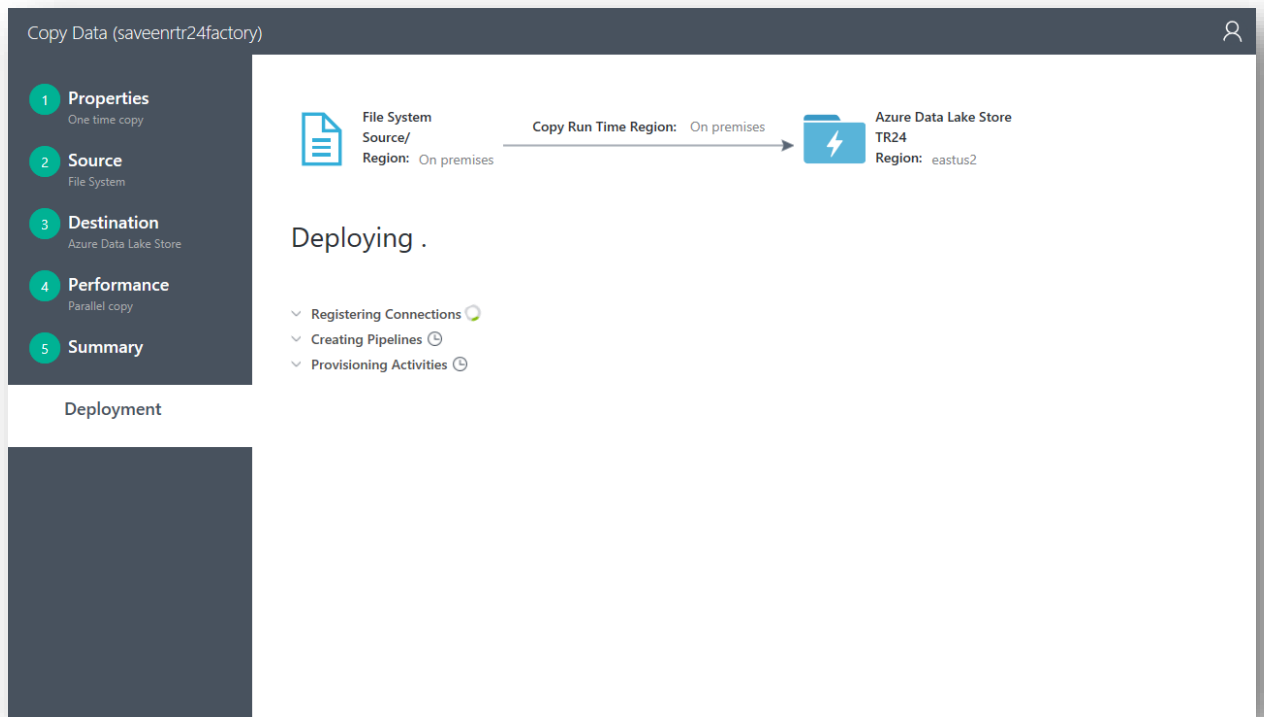 Copy Data (saveenrtr24factory)
1 Properties
One time copy
2 Source
File System
3 Destination
Azure Data Lake Store
4 Performance
Parallel copy
5 Summary
Deployment
File System
Source/
Region: On premises
Copy Run Time Region: On premises
Azure Data Lake Store
TR24
Region: eastus2
Deploying .
Registering Connections
Creating Pipelines
Provisioning Activities